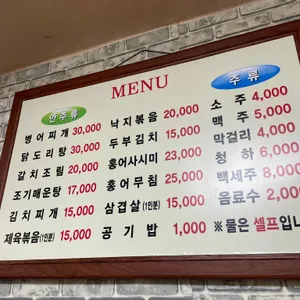 MENU
안주류
병어찌개 30,000
닭도리탕 30,000
갈치조림 20,000
조기매운탕 17,000
김치찌개 15,000
제육볶음(1인분) 15,000
낙지볶음 20,000
두부김치 15,000
홍어사시미 23,000
홍어무침 25,000
삼겹살(1인분) 15,000
공기밥 1,000
주류
소주 4,000
맥주 5,000
막걸리 4,000
청하 6,000
백세주 8,000
음료수 2,000
※물은 셀프입니